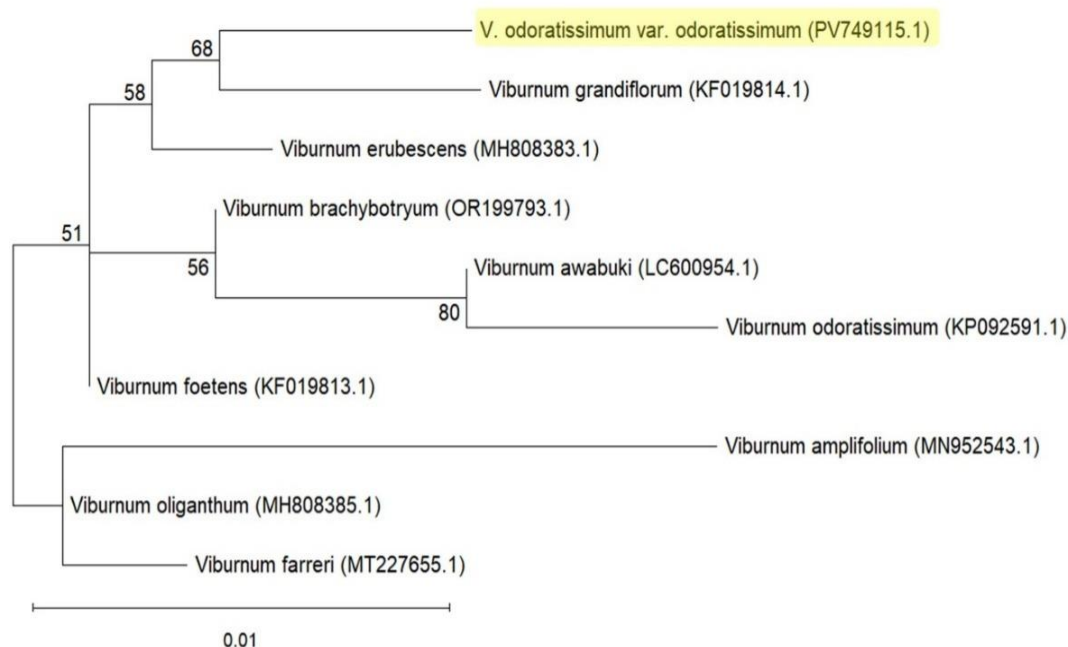 V. odoratissimum var. odoratissimum (PV749115.1)
68
Viburnum grandiflorum (KF019814.1)
58
Viburnum erubescens (MH808383.1)
Viburnum brachybotryum (OR199793.1)
51
56
Viburnum awabuki (LC600954.1)
80
Viburnum odoratissimum (KP092591.1)
Viburnum foetens (KF019813.1)
Viburnum amplifolium (MN952543.1)
Viburnum oliganthum (MH808385.1)
Viburnum farreri (MT227655.1)
0.01